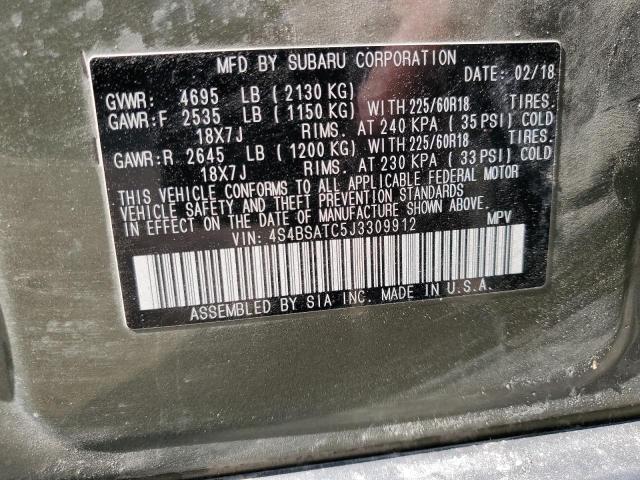 MFD BY SUBARU CORPORATION
DATE: 02/18
GVWR: 4695 LB (2130 KG)
GAWR:F 2535 LB (1150 KG) WITH 225/60R18 TIRES,
18X7J RIMS, AT 240 KPA (35 PSI) COLD
GAWR:R 2645 LB (1200 KG) WITH 225/60R18 TIRES,
18X7J RIMS, AT 230 KPA (33 PSI) COLD
THIS VEHICLE CONFORMS TO ALL APPLICABLE FEDERAL MOTOR
VEHICLE SAFETY AND THEFT PREVENTION STANDARDS
IN EFFECT ON THE DATE OF MANUFACTURE SHOWN ABOVE.
VIN: 4S4BSATC5J3309912 MPV
ASSEMBLED BY SIA INC. MADE IN U.S.A.